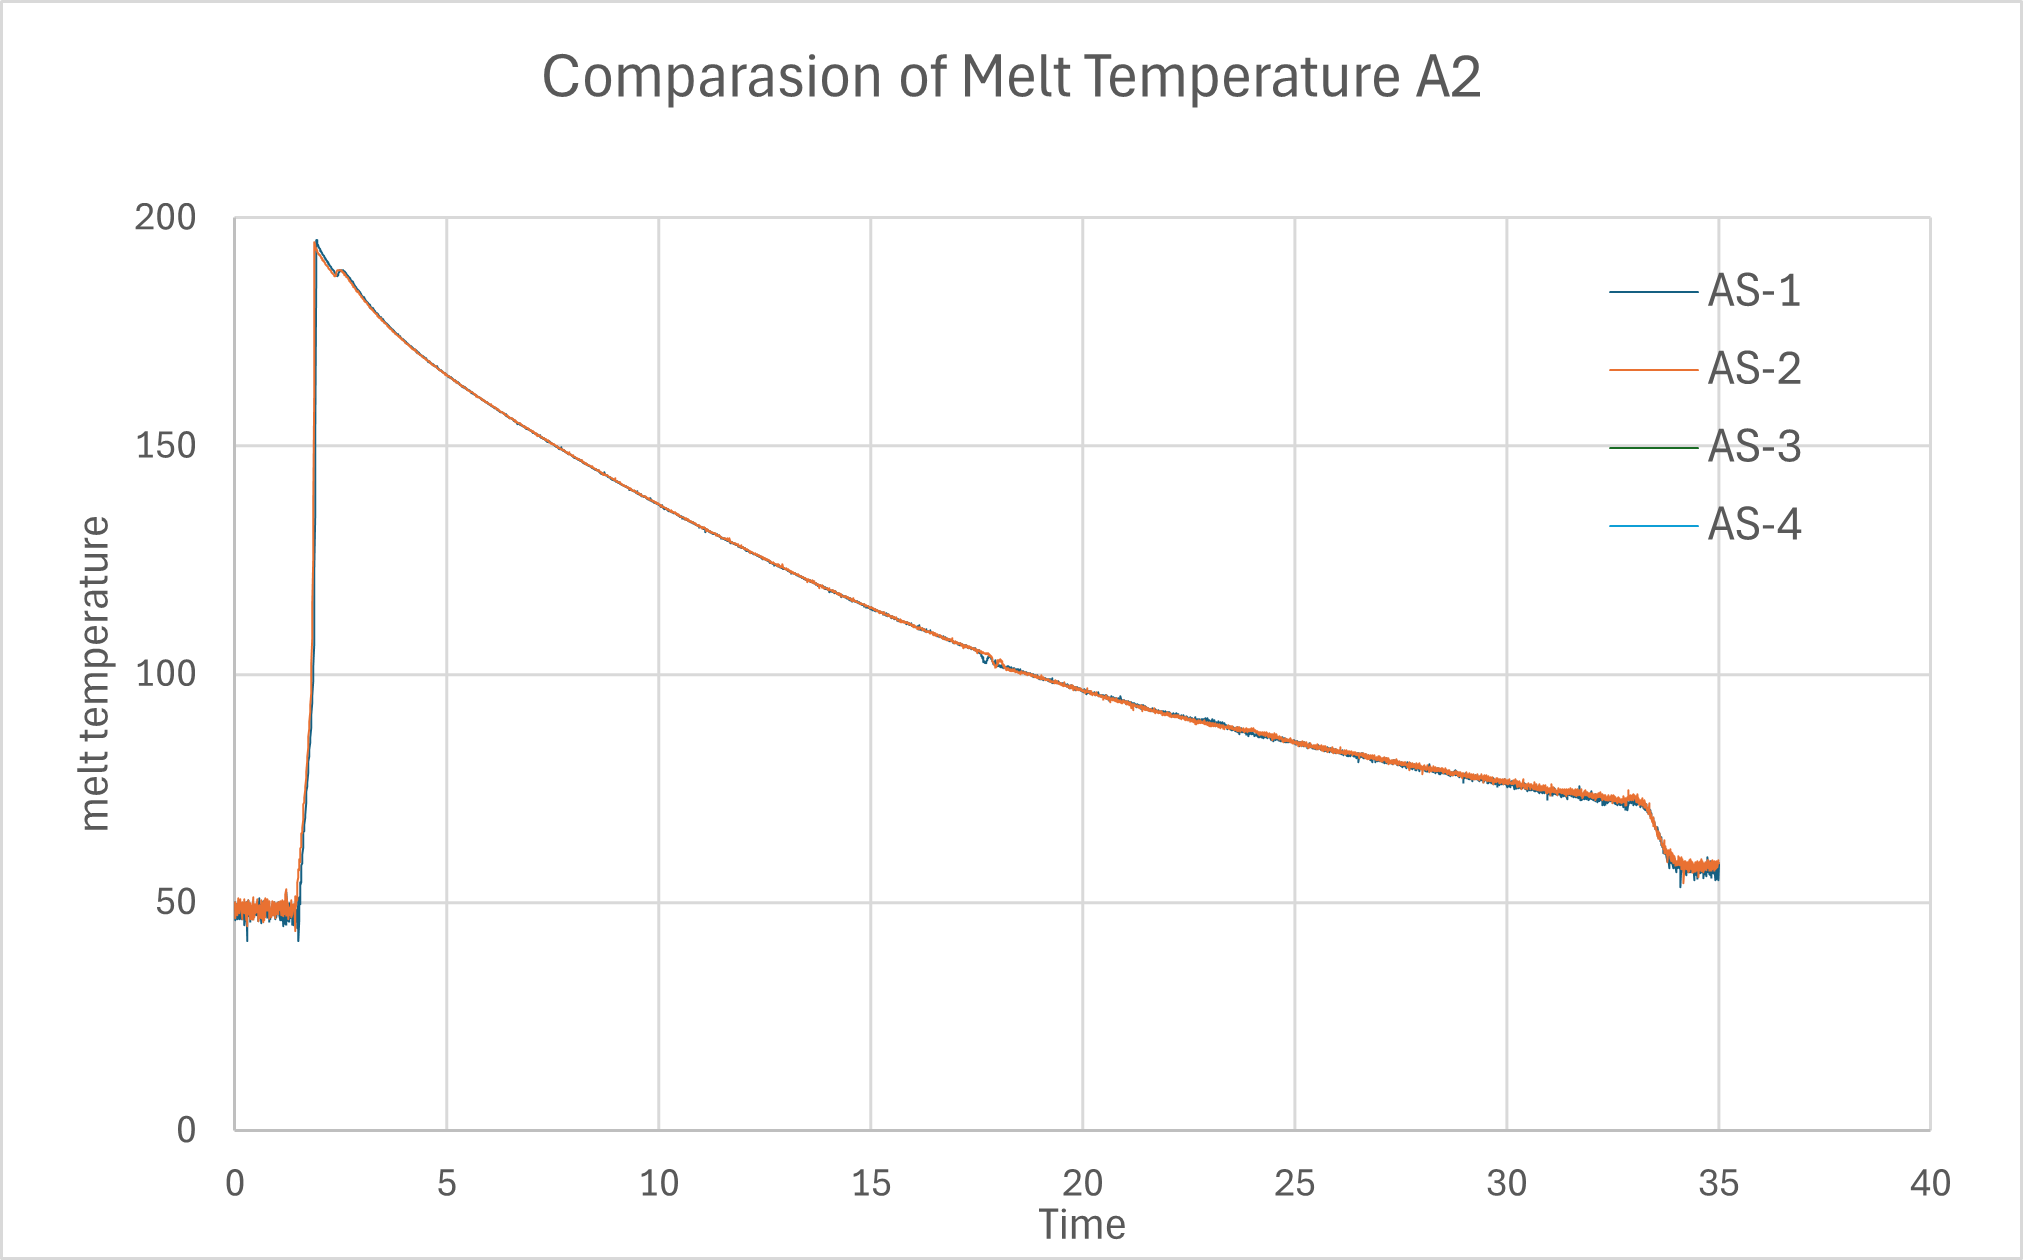 Comparasion of Melt Temperature A2
200
150
100
50
0
melt temperature
AS-1
AS-2
AS-3
AS-4
0 5 10 15 20 25 30 35 40
Time